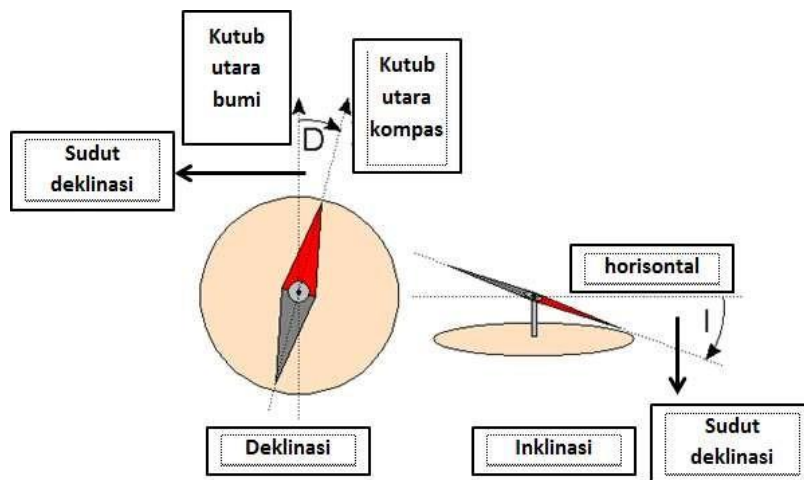 Kutub
utara
bumi
Kutub
utara
kompas
D
Sudut
deklinasi
horisontal
I
Deklinasi
Inklinasi
Sudut
deklinasi